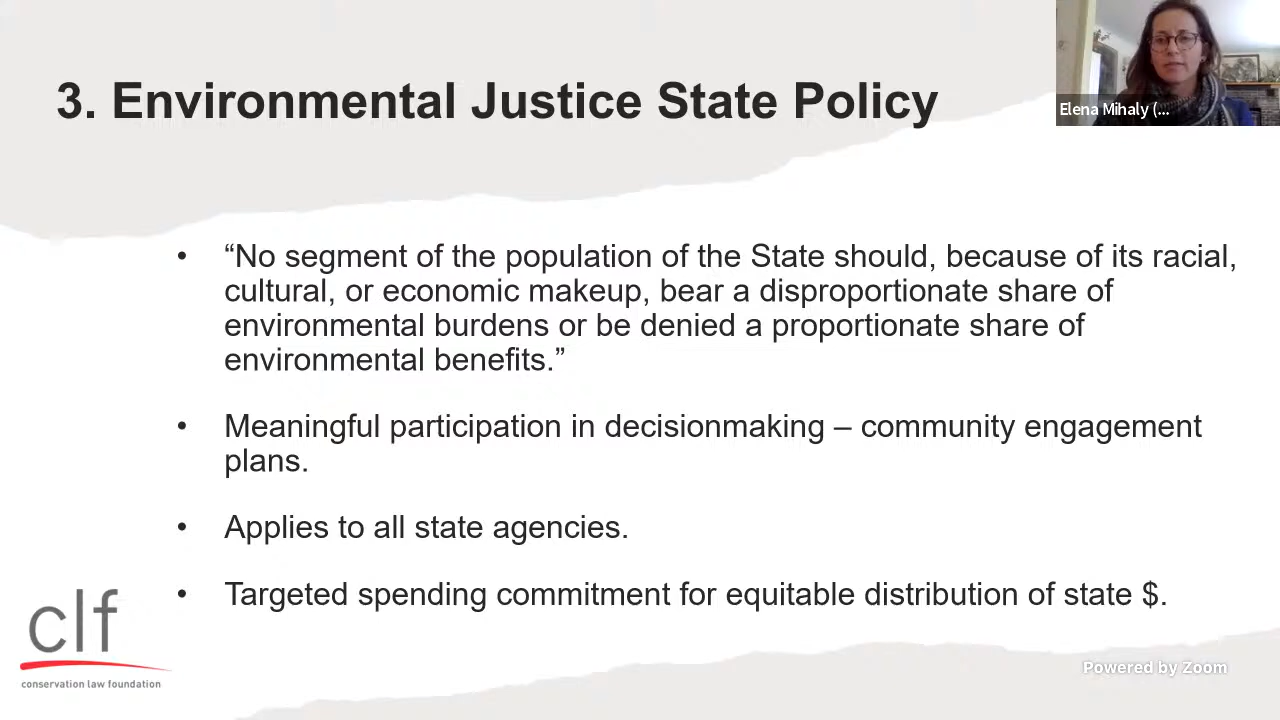 3. Environmental Justice State Policy
Elena Mihaly (...
• “No segment of the population of the State should, because of its racial,
cultural, or economic makeup, bear a disproportionate share of
environmental burdens or be denied a proportionate share of
environmental benefits.”
• Meaningful participation in decisionmaking – community engagement
plans.
• Applies to all state agencies.
• Targeted spending commitment for equitable distribution of state $.
clf
conservation law foundation
Powered by Zoom